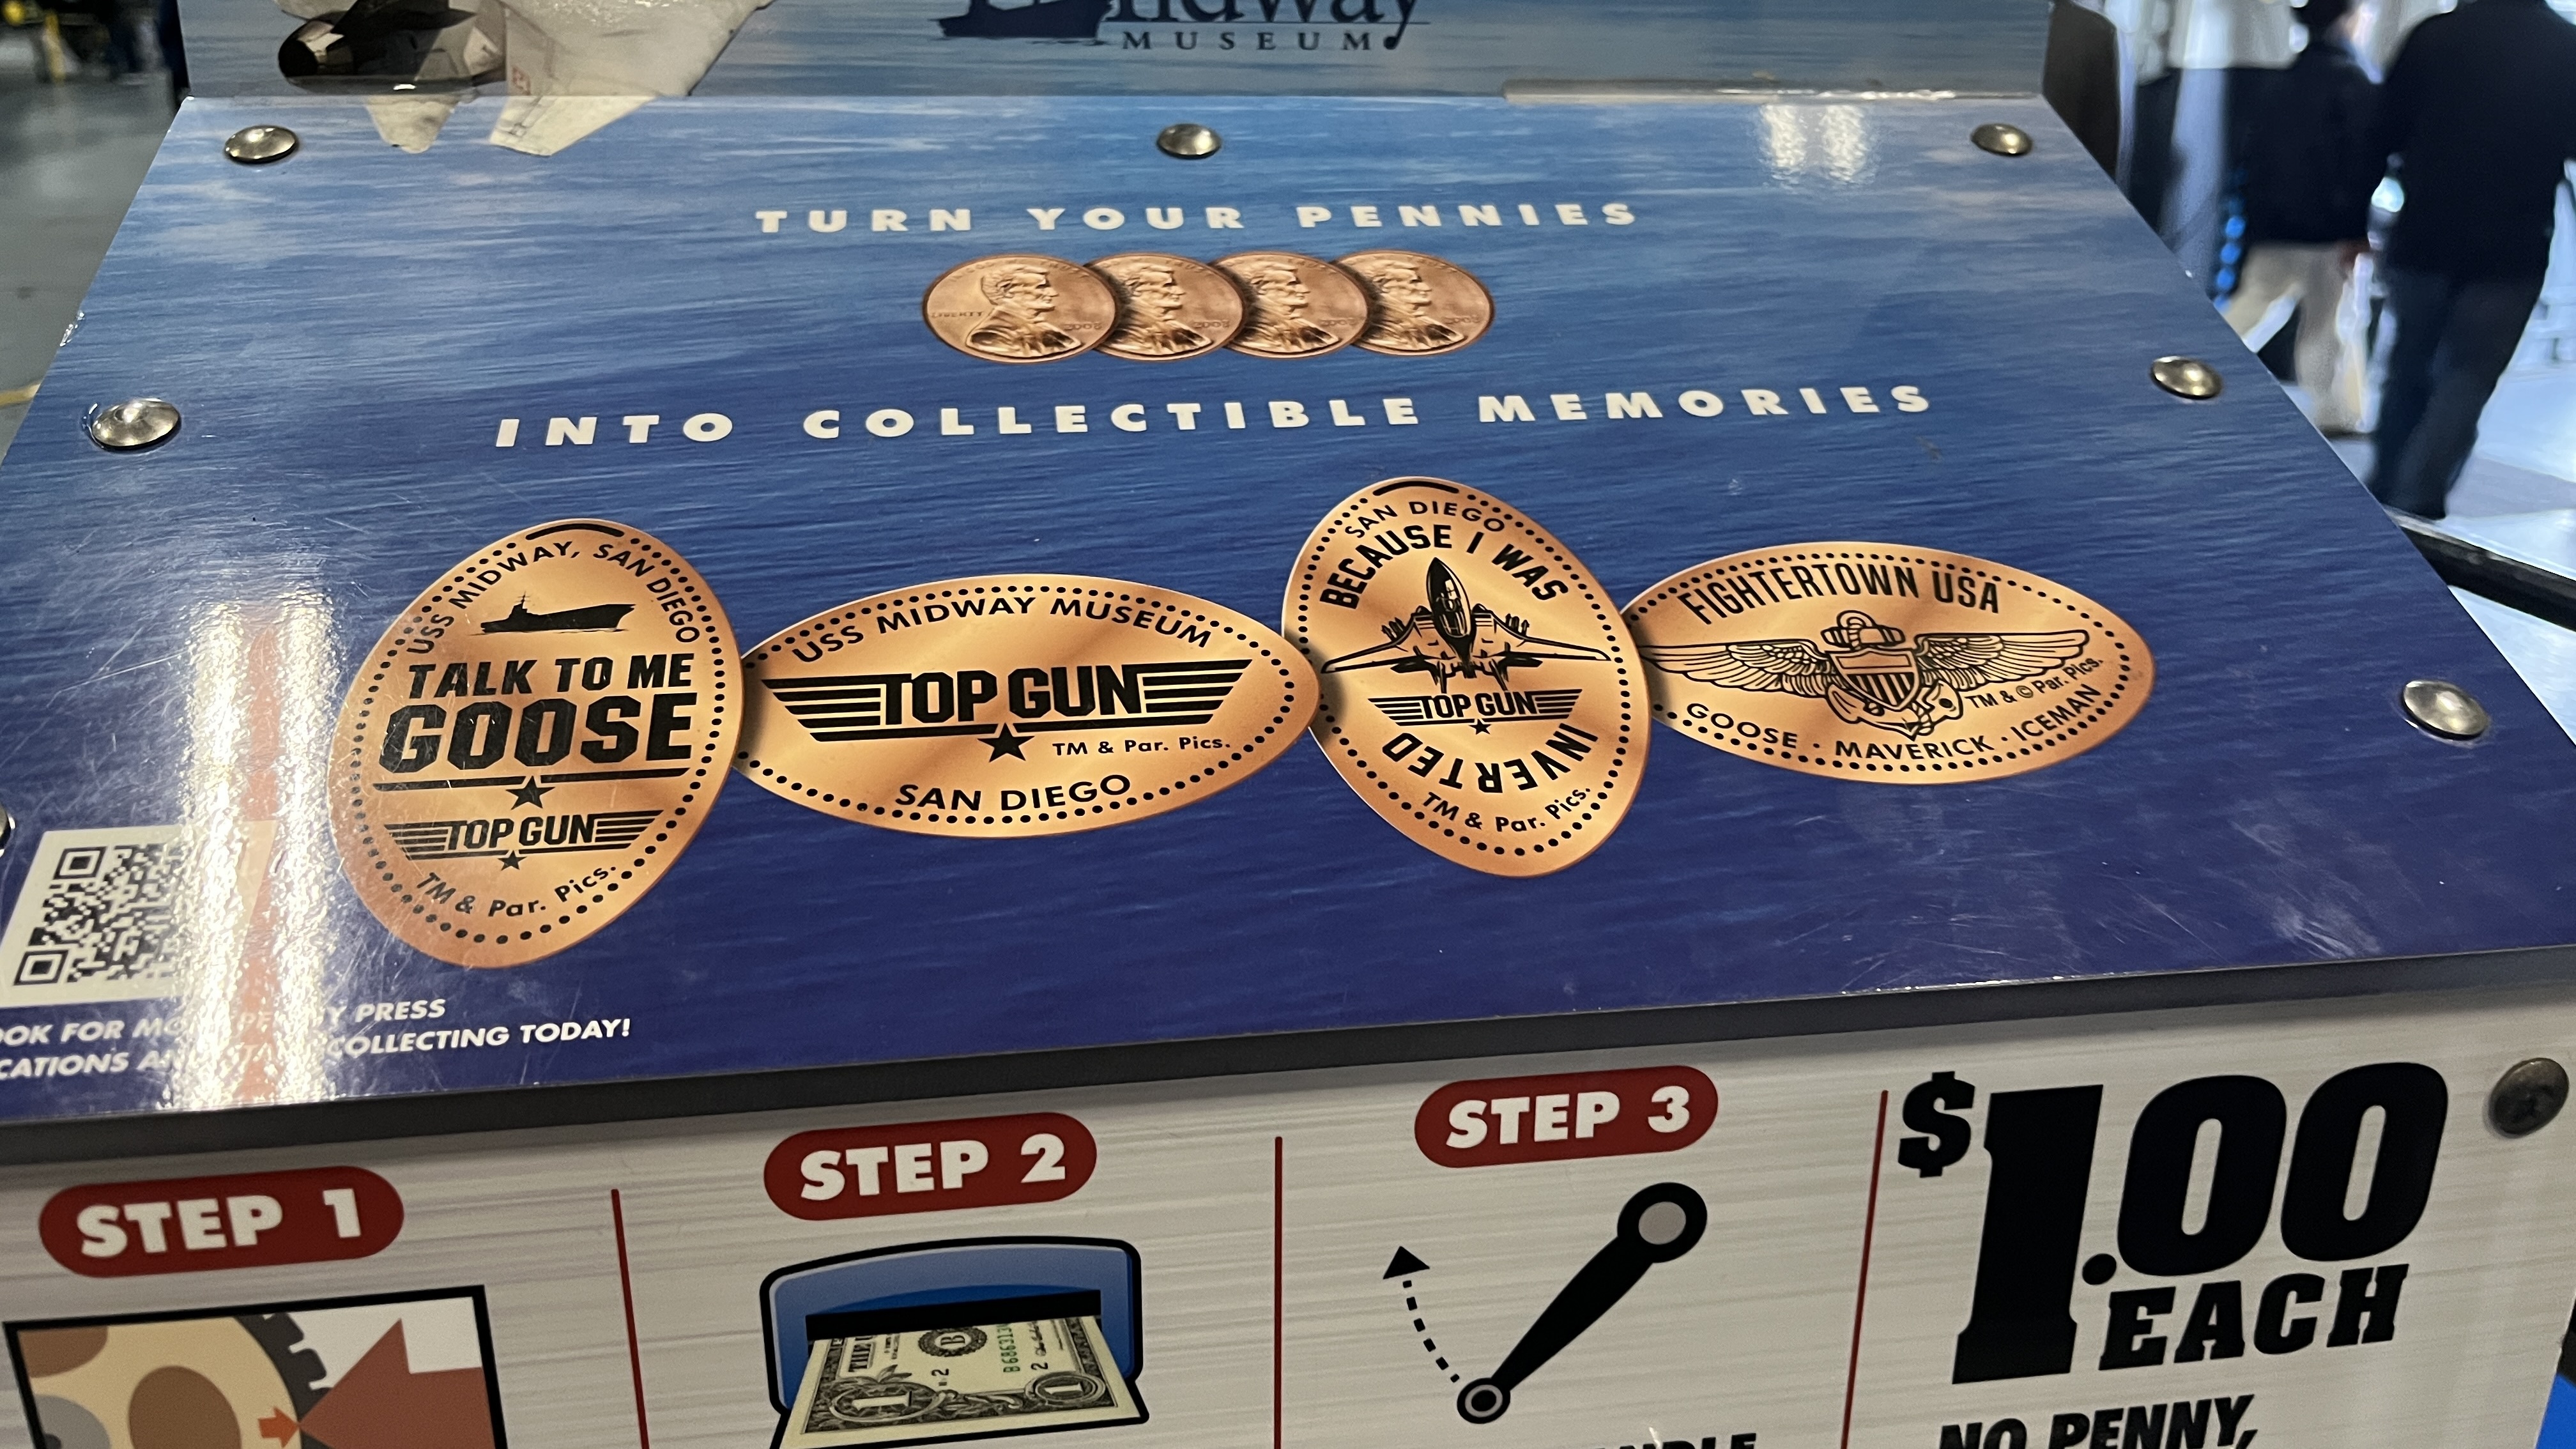 MUSEUM
TURN YOUR PENNIES
LIBERTY
INTO COLLECTIBLE MEMORIES
USS MIDWAY, SAN DIEGO
TALK TO ME
GOOSE
TOP GUN
TM & Par. Pics.
USS MIDWAY MUSEUM
TOP GUN
TM & Par. Pics.
SAN DIEGO
SAN DIEGO
BECAUSE I WAS
TOP GUN
INVERTED
TM & Par. Pics.
FIGHTERTOWN USA
TM & © Par. Pics.
GOOSE · MAVERICK · ICEMAN
FOR PRESS
COLLECTING TODAY!
STEP 1
STEP 2
STEP 3
$1.00
EACH
NO PENNY,